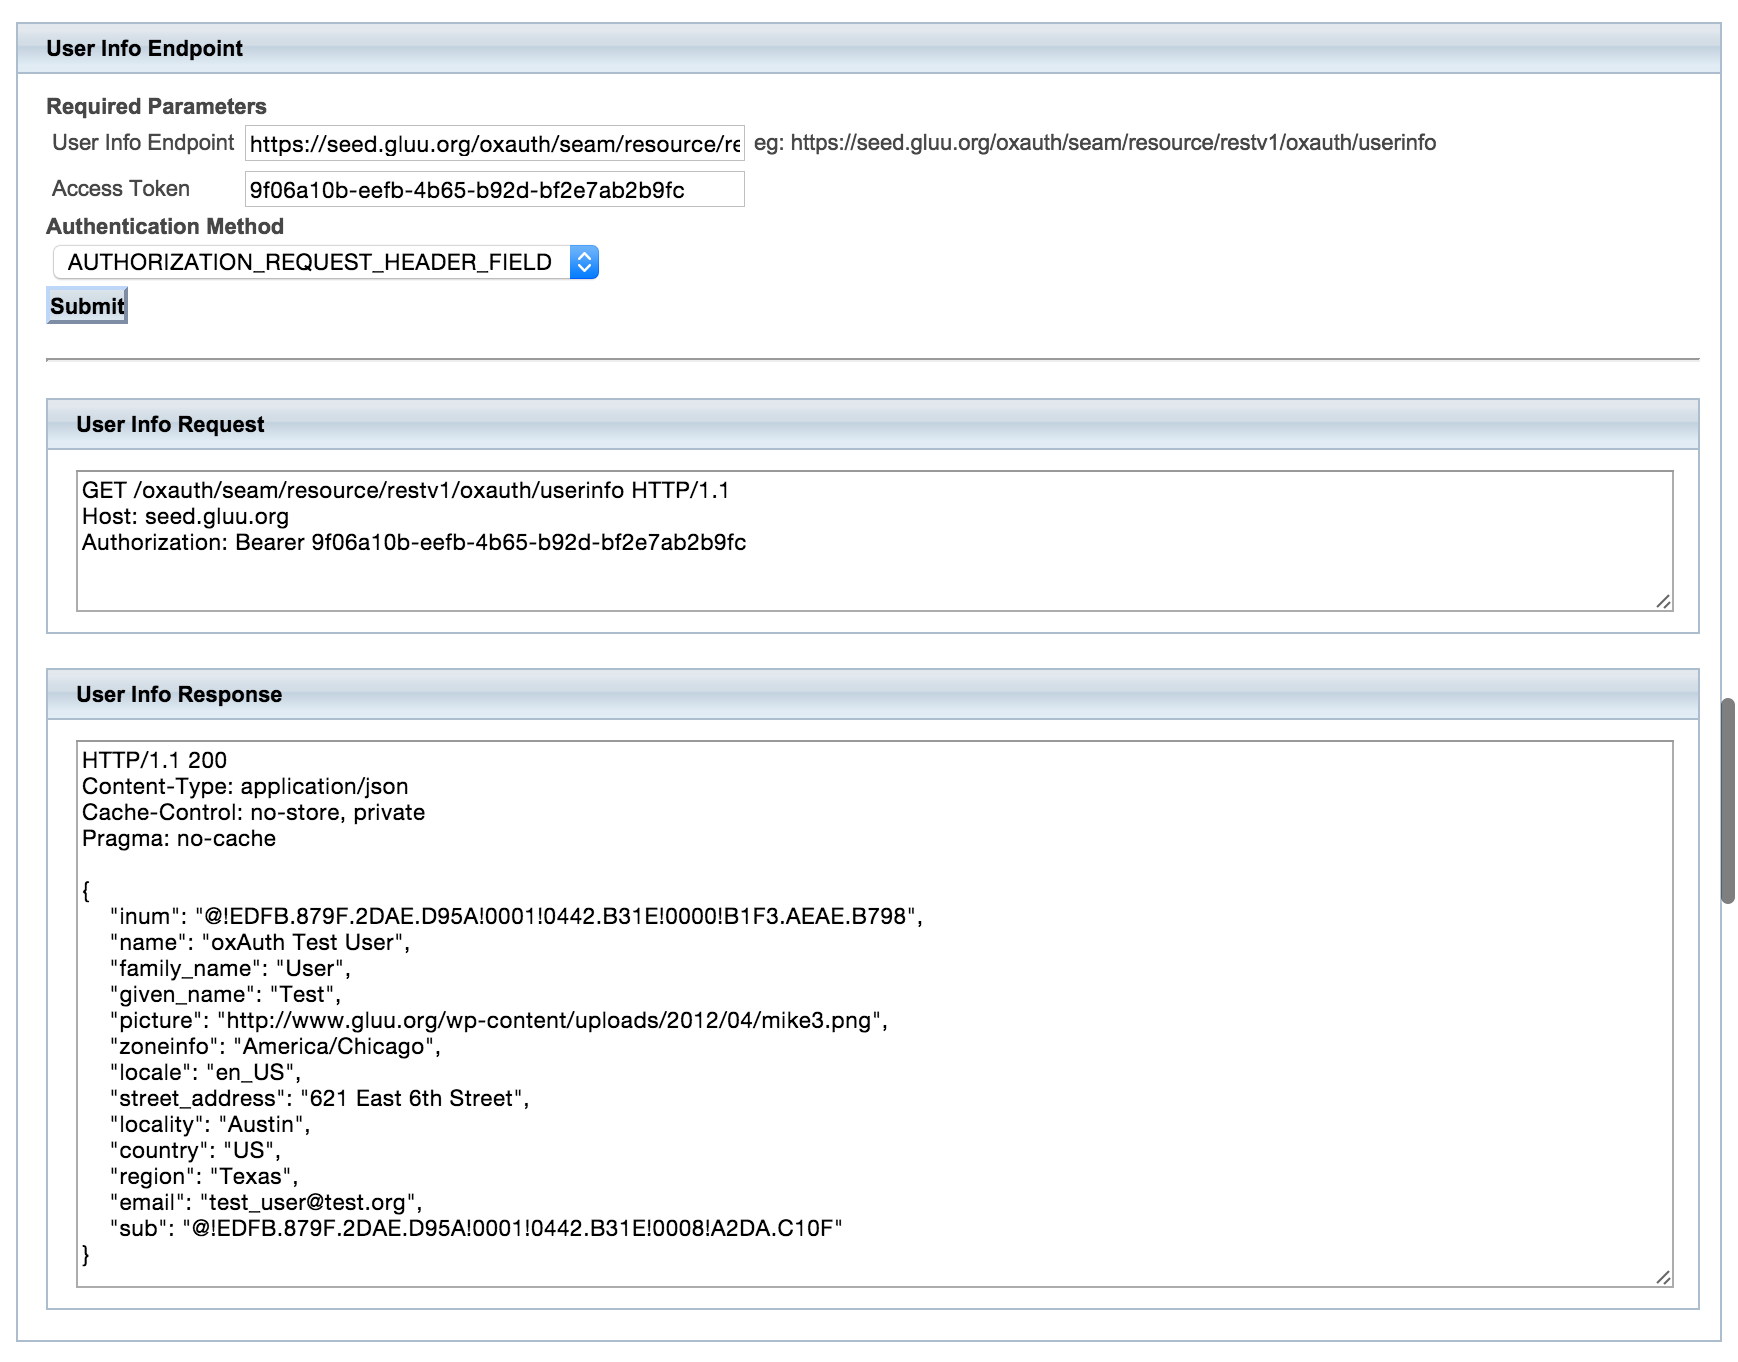 User Info Endpoint
Required Parameters
User Info Endpoint https://seed.gluu.org/oxauth/seam/resource/re eg: https://seed.gluu.org/oxauth/seam/resource/restv1/oxauth/userinfo
Access Token 9f06a10b-eefb-4b65-b92d-bf2e7ab2b9fc
Authentication Method
AUTHORIZATION_REQUEST_HEADER_FIELD
Submit
User Info Request
GET /oxauth/seam/resource/restv1/oxauth/userinfo HTTP/1.1
Host: seed.gluu.org
Authorization: Bearer 9f06a10b-eefb-4b65-b92d-bf2e7ab2b9fc
User Info Response
HTTP/1.1 200
Content-Type: application/json
Cache-Control: no-store, private
Pragma: no-cache
{
    "inum": "@!EDFB.879F.2DAE.D95A!0001!0442.B31E!0000!B1F3.AEAE.B798",
    "name": "oxAuth Test User",
    "family_name": "User",
    "given_name": "Test",
    "picture": "http://www.gluu.org/wp-content/uploads/2012/04/mike3.png",
    "zoneinfo": "America/Chicago",
    "locale": "en_US",
    "street_address": "621 East 6th Street",
    "locality": "Austin",
    "country": "US",
    "region": "Texas",
    "email": "test_user@test.org",
    "sub": "@!EDFB.879F.2DAE.D95A!0001!0442.B31E!0008!A2DA.C10F"
}